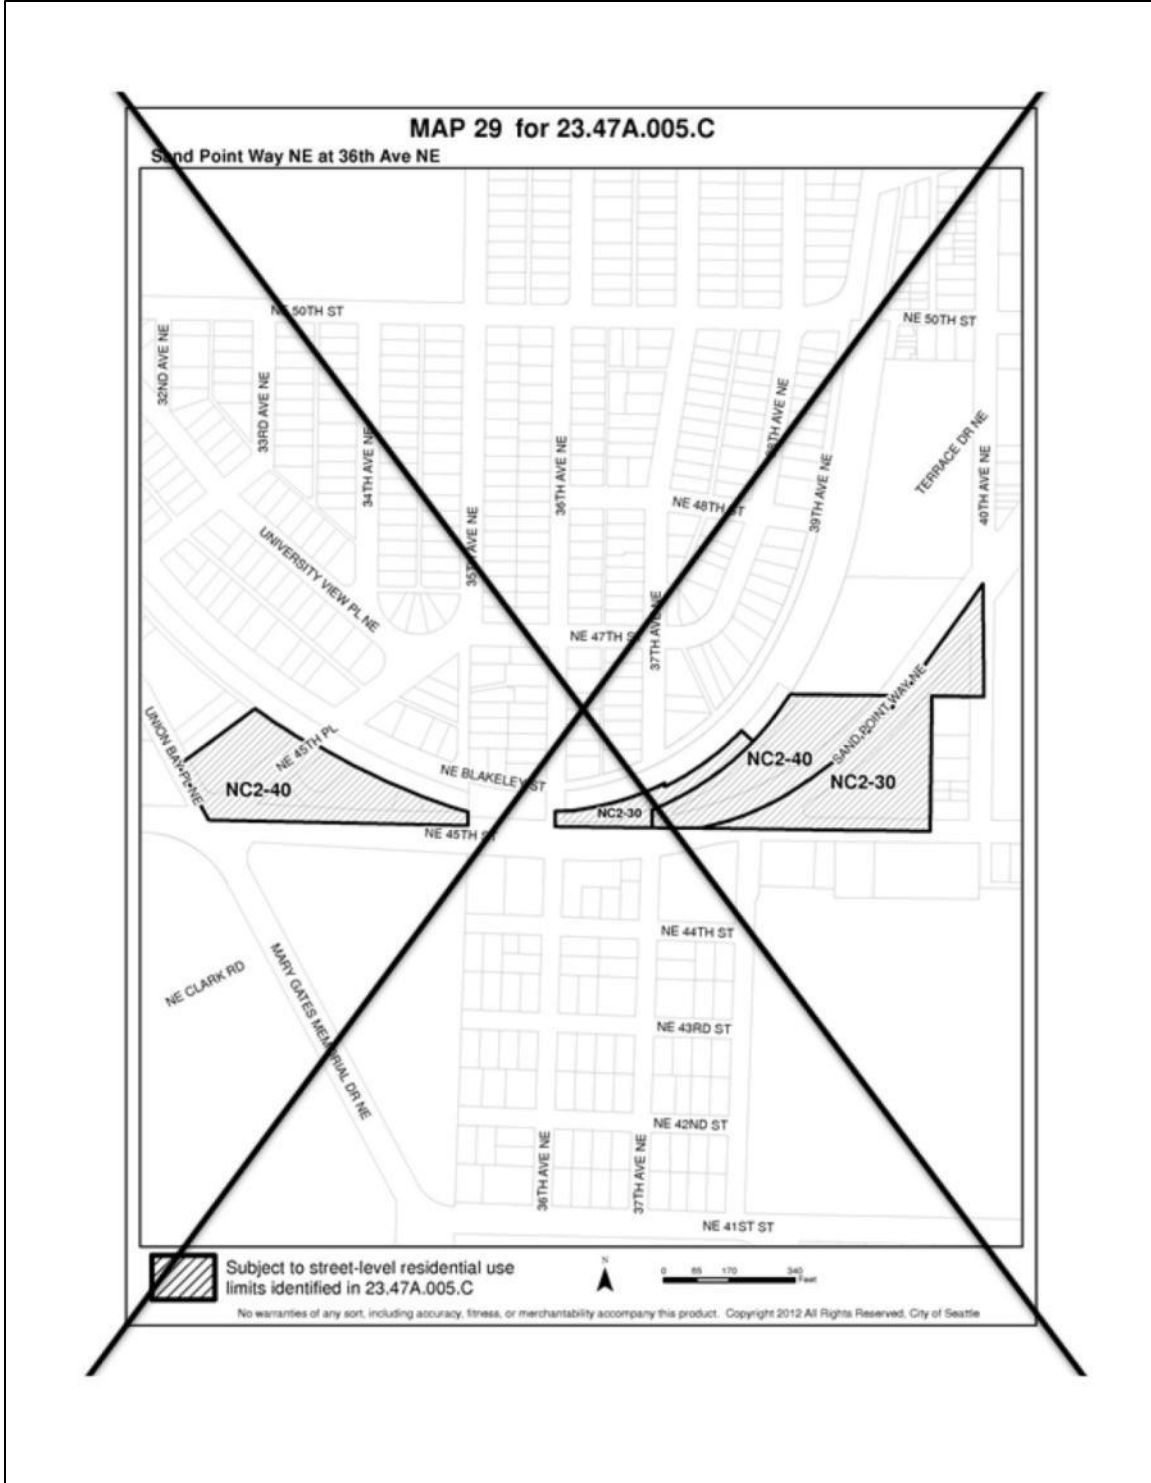 MAP 29 for 23.47A.005.C
Sand Point Way NE at 36th Ave NE
NE 50TH ST
NE 50TH ST
32ND AVE NE
33RD AVE NE
34TH AVE NE
35TH AVE NE
36TH AVE NE
38TH AVE NE
39TH AVE NE
TERRACE DR NE
40TH AVE NE
NE 48TH ST
UNIVERSITY VIEW PL NE
NE 47TH ST
37TH AVE NE
UNION BAY PL NE
NE 45TH PL
NC2-40
NE BLAKELEY ST
NE 45TH ST
NC2-30
NC2-40
SAND POINT WAY NE
NC2-30
NE 44TH ST
NE CLARK RD
MARY GATES MEMORIAL DR NE
NE 43RD ST
NE 42ND ST
36TH AVE NE
37TH AVE NE
NE 41ST ST
Subject to street-level residential use
limits identified in 23.47A.005.C
N
0 85 170 340
Feet
No warranties of any sort, including accuracy, fitness, or merchantability accompany this product. Copyright 2012 All Rights Reserved, City of Seattle